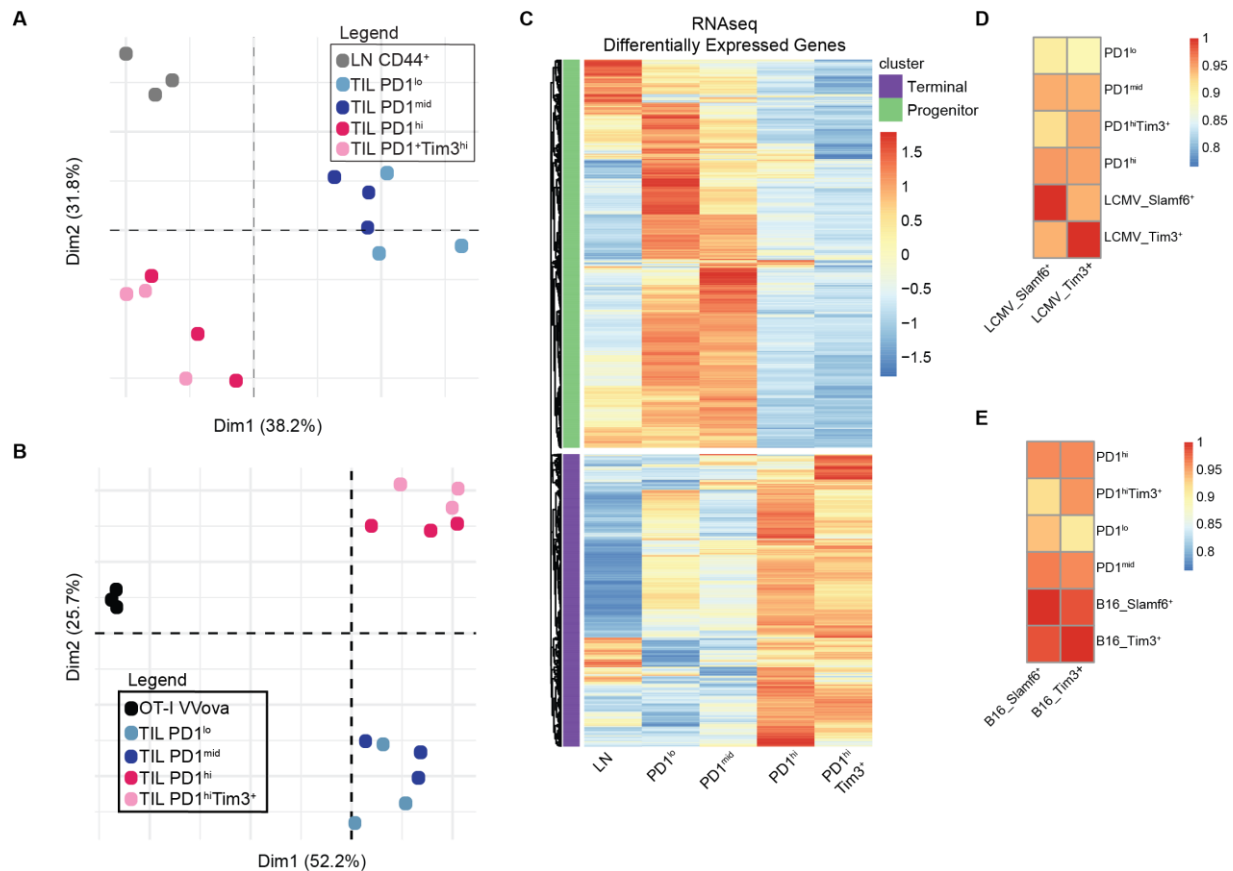 A
Legend
LN CD44⁺
TIL PD1ˡᵒ
TIL PD1ᵐⁱᵈ
TIL PD1ʰⁱ
TIL PD1⁺Tim3ʰⁱ
Dim2 (31.8%)
Dim1 (38.2%)
B
Dim2 (25.7%)
Legend
OT-I VVova
TIL PD1ˡᵒ
TIL PD1ᵐⁱᵈ
TIL PD1ʰⁱ
TIL PD1ʰⁱTim3⁺
Dim1 (52.2%)
C
RNAseq
Differentially Expressed Genes
cluster
Terminal
Progenitor
1.5
1
0.5
0
−0.5
−1
−1.5
LN
PD1ˡᵒ
PD1ᵐⁱᵈ
PD1ʰⁱ
PD1ʰⁱ
Tim3⁺
D
PD1ˡᵒ
PD1ᵐⁱᵈ
PD1ʰⁱTim3⁺
PD1ʰⁱ
LCMV_Slamf6⁺
LCMV_Tim3⁺
LCMV_Slamf6⁺
LCMV_Tim3+
1
0.95
0.9
0.85
0.8
E
PD1ʰⁱ
PD1ʰⁱTim3⁺
PD1ˡᵒ
PD1ᵐⁱᵈ
B16_Slamf6⁺
B16_Tim3⁺
B16_Slamf6⁺
B16_Tim3+
1
0.95
0.9
0.85
0.8